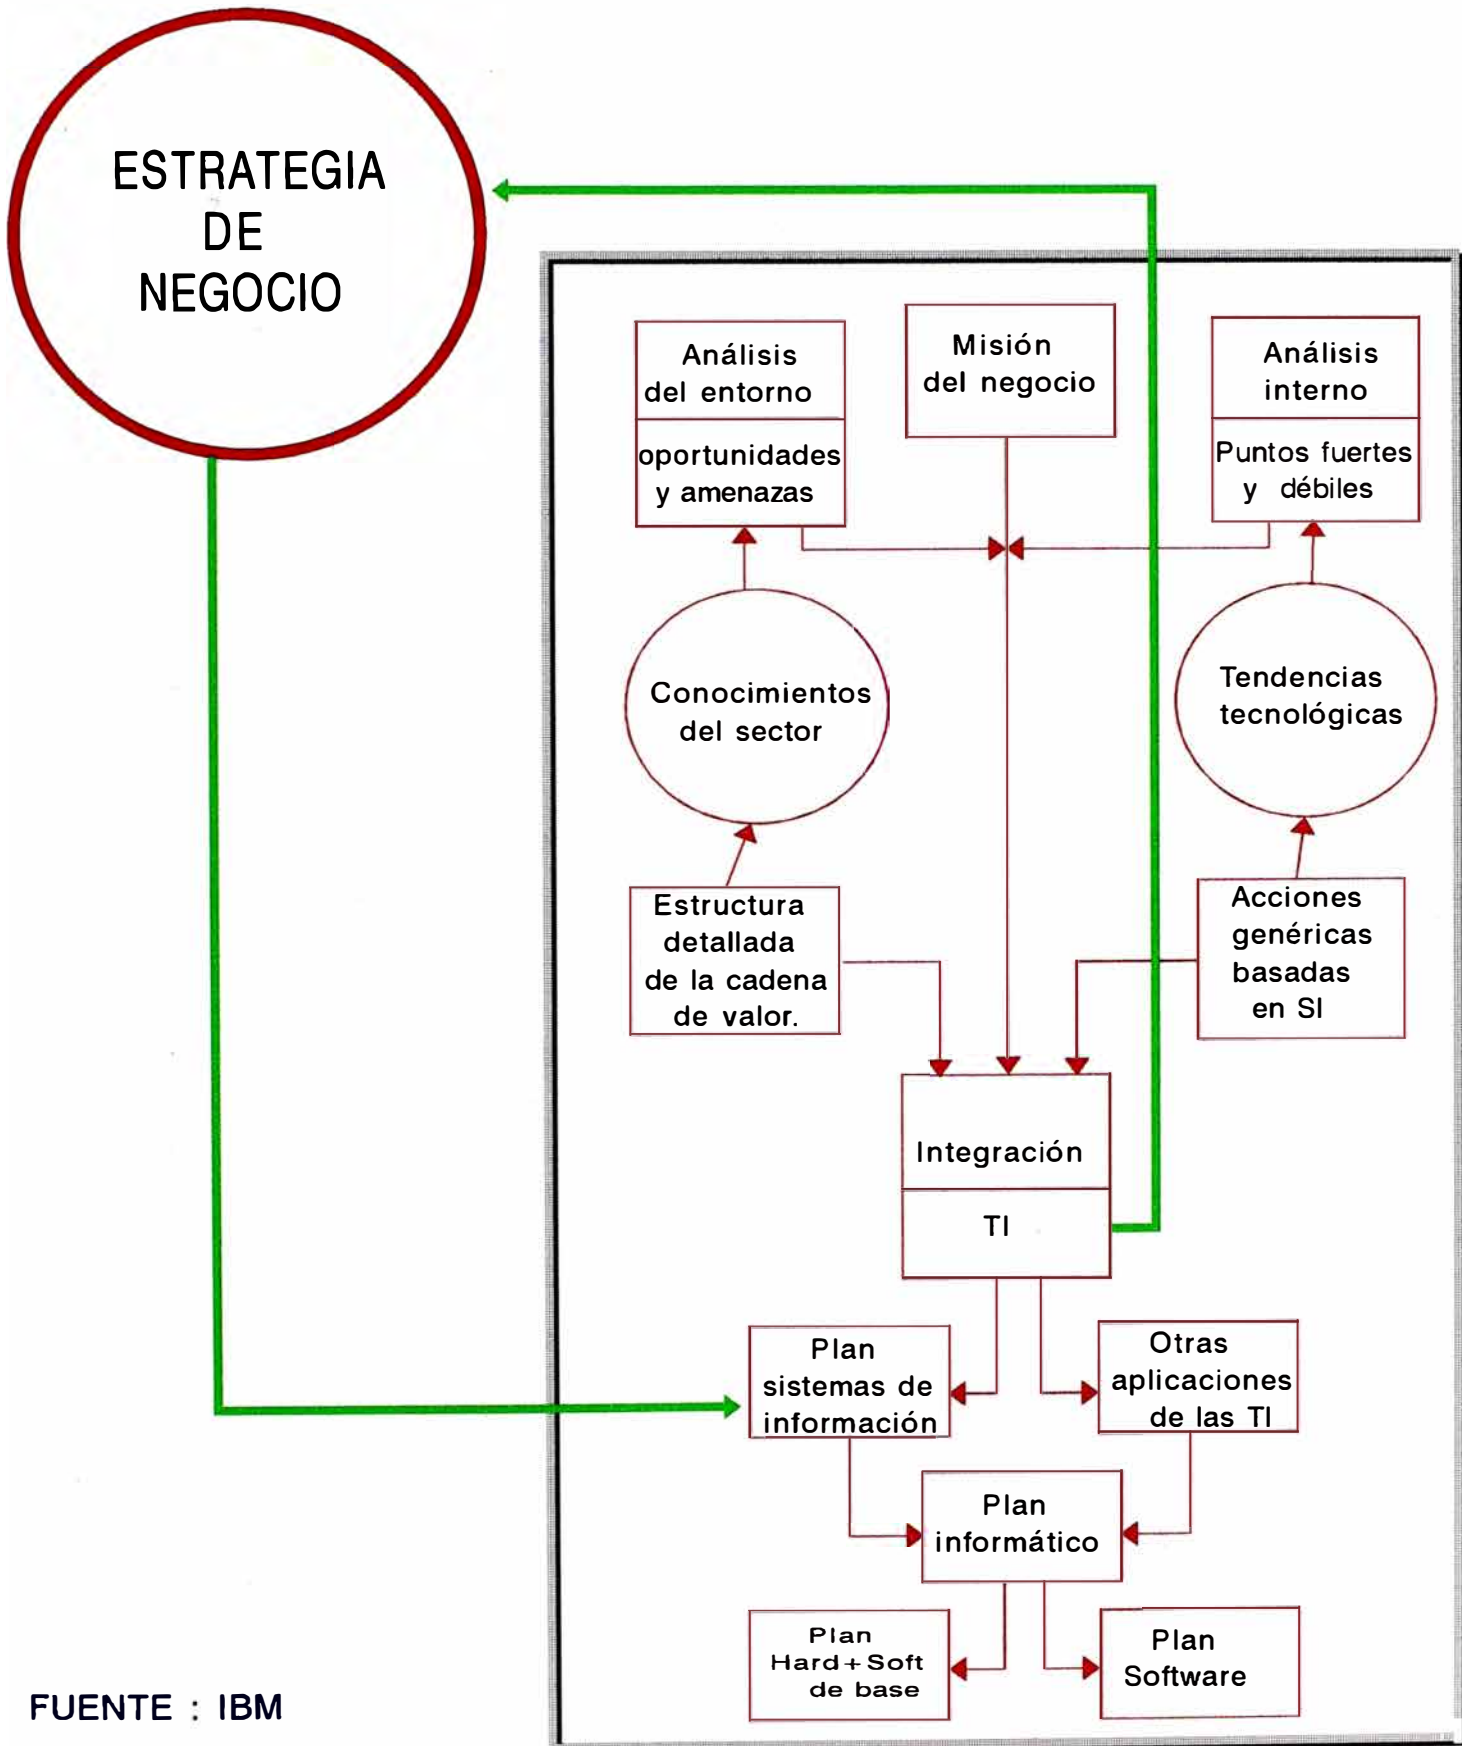 ESTRATEGIA
DE
NEGOCIO
Análisis
del entorno
oportunidades
y amenazas
Misión
del negocio
Análisis
interno
Puntos fuertes
y débiles
Conocimientos
del sector
Tendencias
tecnológicas
Estructura
detallada
de la cadena
de valor.
Acciones
genéricas
basadas
en SI
Integración
TI
Plan
sistemas de
información
Otras
aplicaciones
de las TI
Plan
informático
Plan
Hard+Soft
de base
Plan
Software
FUENTE : IBM